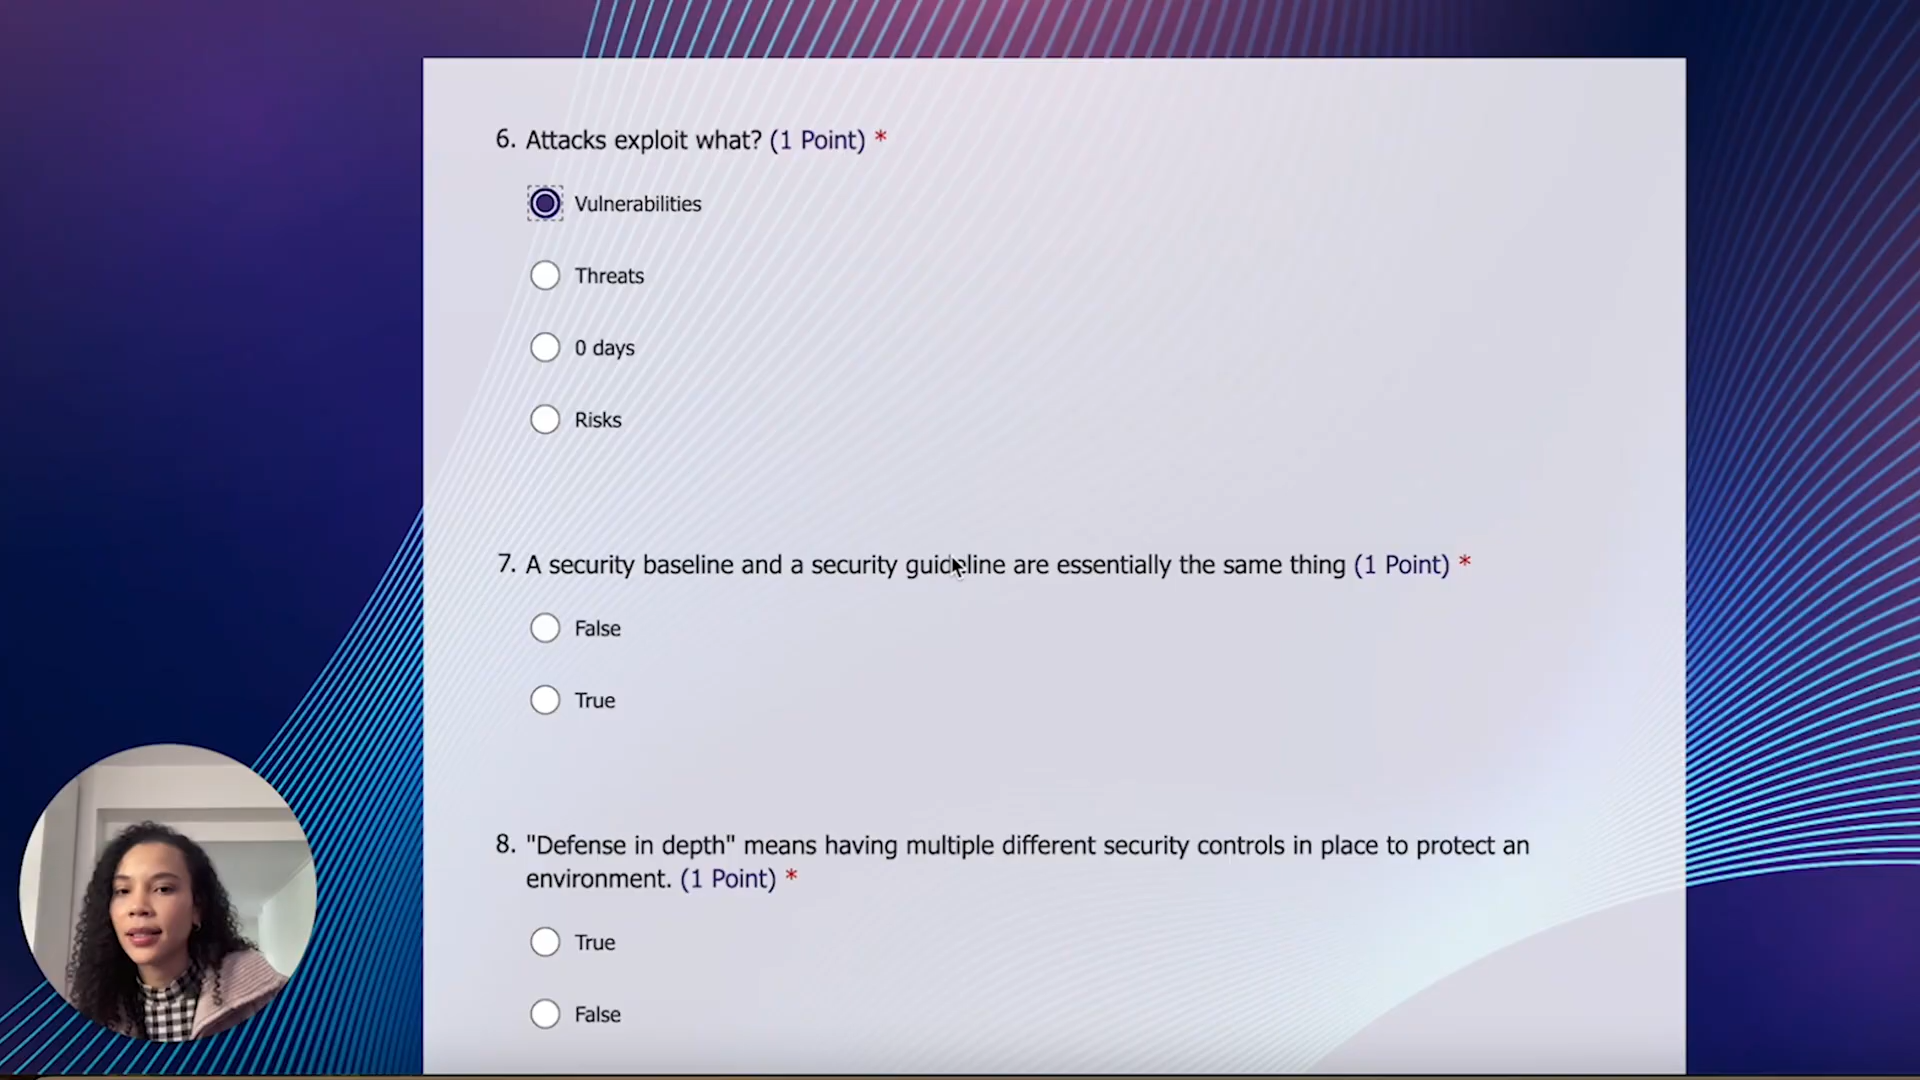 6. Attacks exploit what? (1 Point) *
Vulnerabilities
Threats
0 days
Risks
7. A security baseline and a security guideline are essentially the same thing (1 Point) *
False
True
8. "Defense in depth" means having multiple different security controls in place to protect an
environment. (1 Point) *
True
False